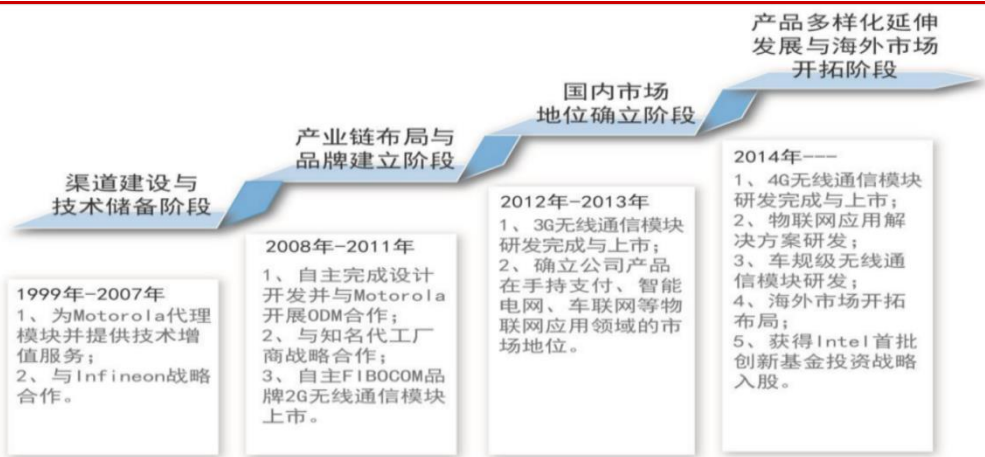 渠道建设与
技术储备阶段
1999年-2007年
1、为Motorola代理
模块并提供技术增
值服务；
2、与Infineon战略
合作。
产业链布局与
品牌建立阶段
2008年-2011年
1、自主完成设计
开发并与Motorola
开展ODM合作；
2、与知名代工厂
商战略合作；
3、自主FIBOCOM品
牌2G无线通信模块
上市。
国内市场
地位确立阶段
2012年-2013年
1、3G无线通信模块
研发完成与上市；
2、确立公司产品
在手持支付、智能
电网、车联网等物
联网应用领域的市
场地位。
产品多样化延伸
发展与海外市场
开拓阶段
2014年---
1、4G无线通信模块
研发完成与上市；
2、物联网应用解
决方案研发；
3、车规级无线通
信模块研发；
4、海外市场开拓
布局；
5、获得Intel首批
创新基金投资战略
入股。